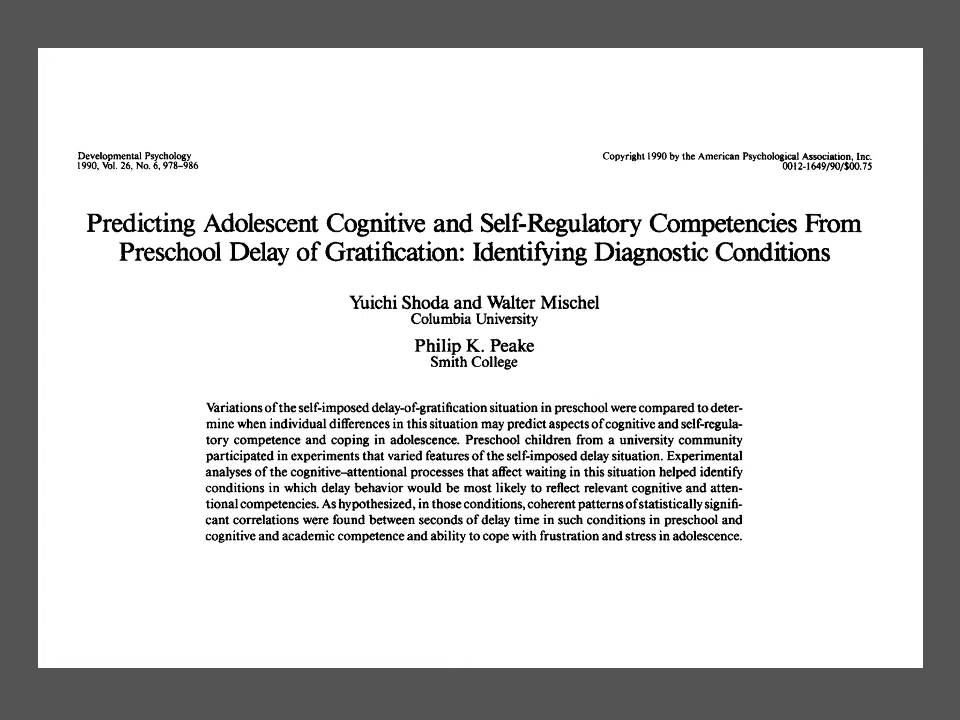 Developmental Psychology
1990, Vol. 26, No. 6, 978-986
Copyright 1990 by the American Psychological Association, Inc.
0012-1649/90/$00.75
Predicting Adolescent Cognitive and Self-Regulatory Competencies From
Preschool Delay of Gratification: Identifying Diagnostic Conditions
Yuichi Shoda and Walter Mischel
Columbia University
Philip K. Peake
Smith College
Variations of the self-imposed delay-of-gratification situation in preschool were compared to deter-
mine when individual differences in this situation may predict aspects of cognitive and self-regula-
tory competence and coping in adolescence. Preschool children from a university community
participated in experiments that varied features of the self-imposed delay situation. Experimental
analyses of the cognitive–attentional processes that affect waiting in this situation helped identify
conditions in which delay behavior would be most likely to reflect relevant cognitive and atten-
tional competencies. As hypothesized, in those conditions, coherent patterns of statistically signifi-
cant correlations were found between seconds of delay time in such conditions in preschool and
cognitive and academic competence and ability to cope with frustration and stress in adolescence.